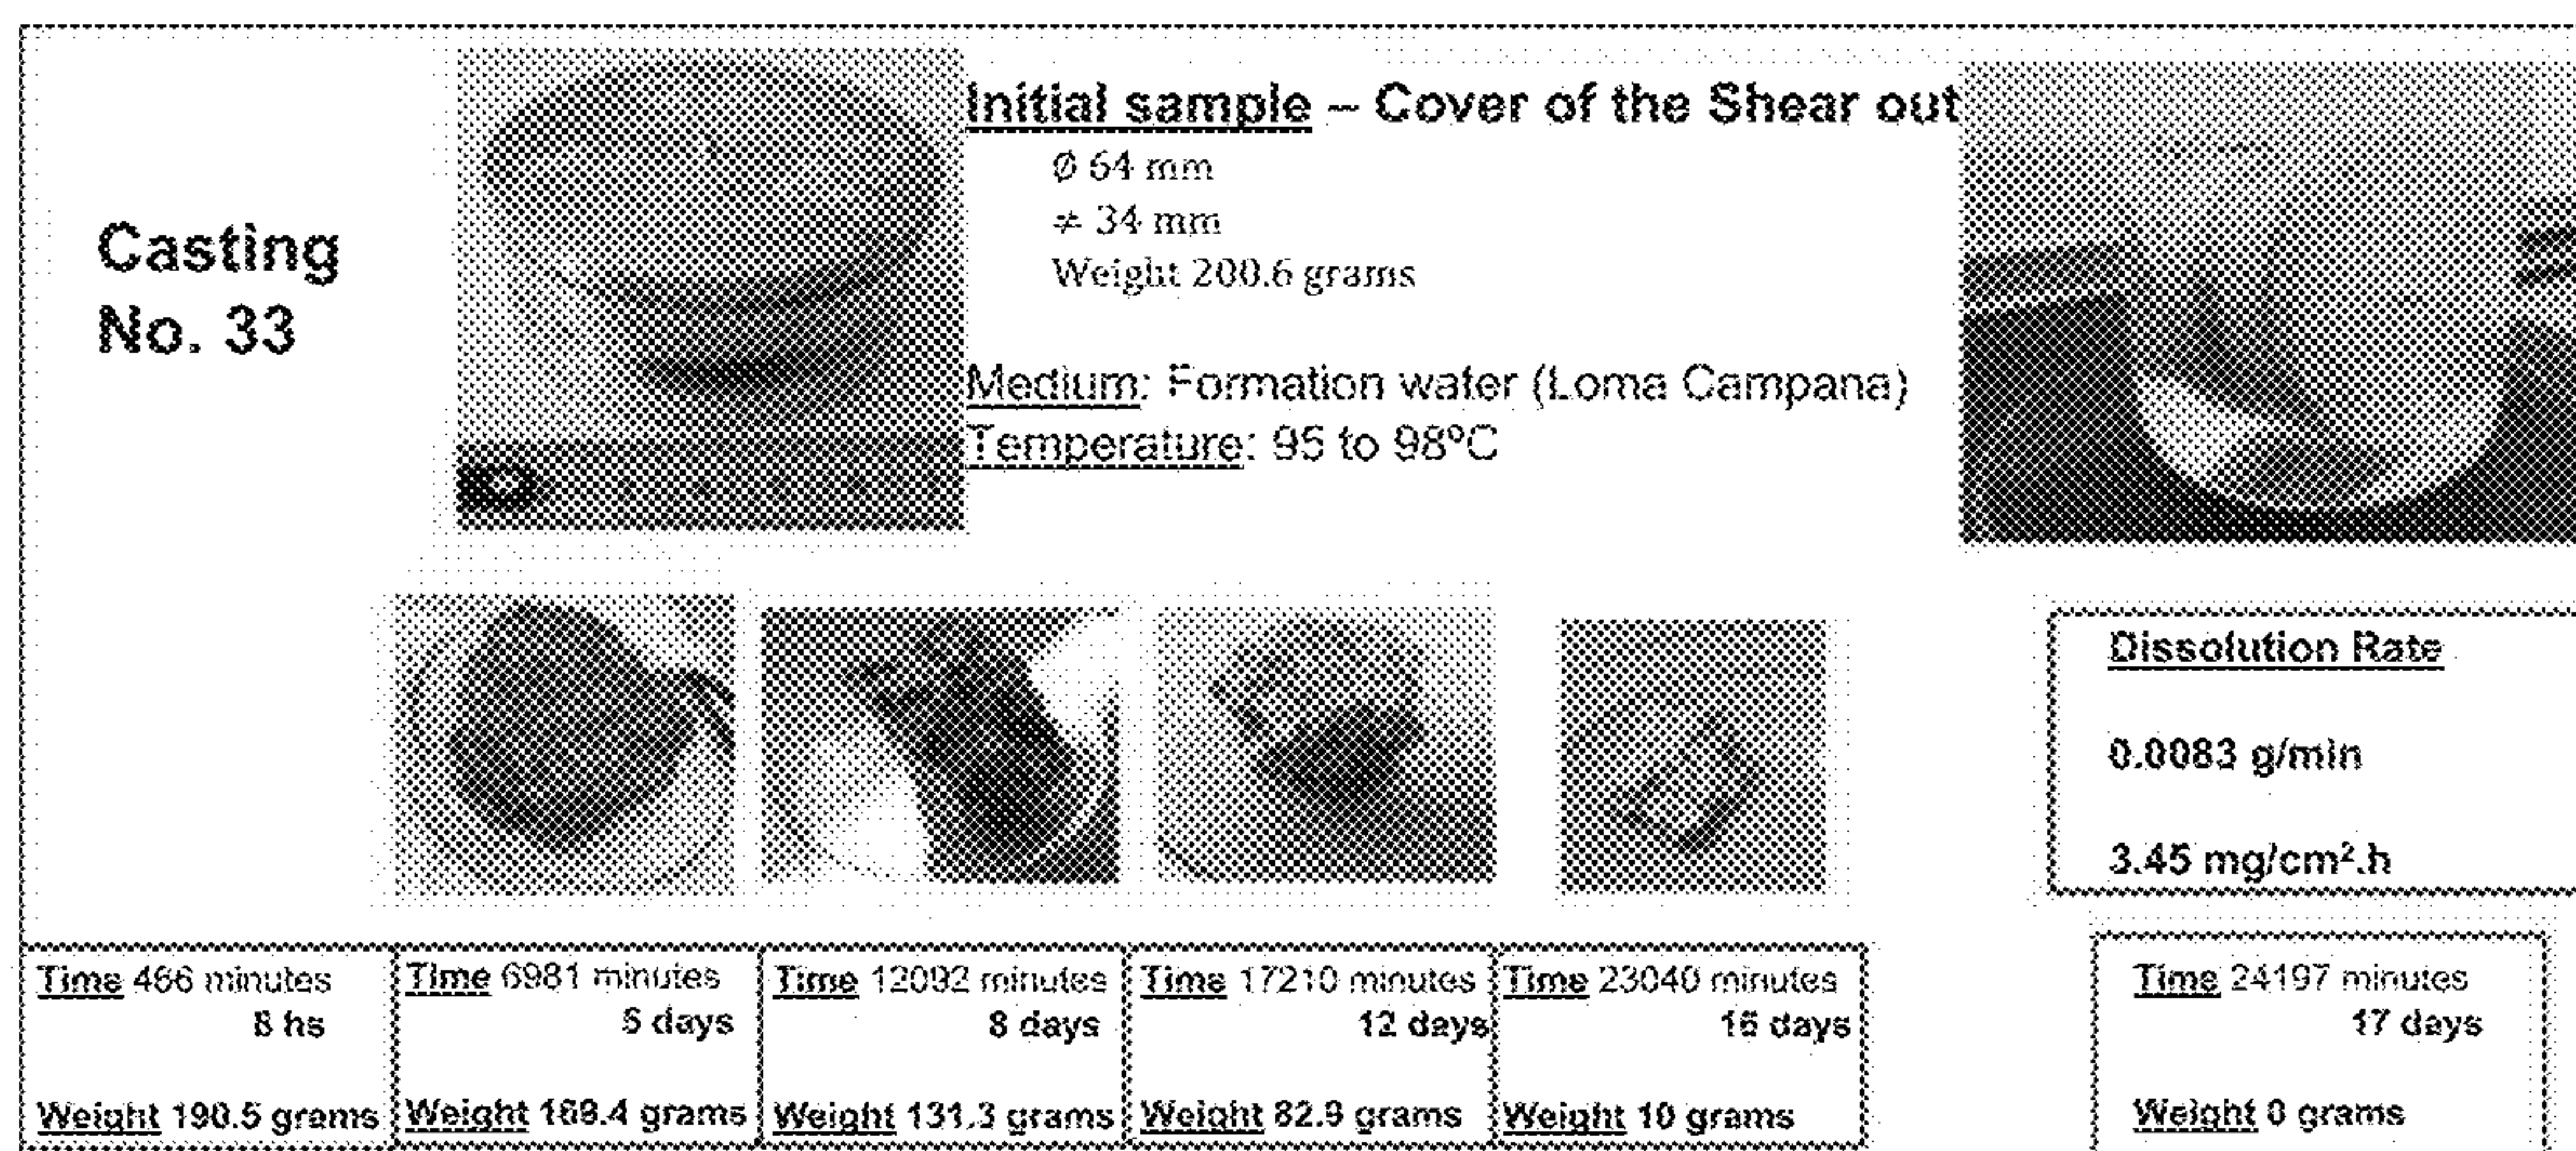 Casting
No. 33
Initial sample – Cover of the Shear out
Ø 64 mm
≠ 34 mm
Weight 200.6 grams
Medium: Formation water (Loma Campana)
Temperature: 95 to 98ºC
Dissolution Rate
0.0083 g/min
3.45 mg/cm².h
Time 466 minutes
8 hs
Weight 190.5 grams
Time 6981 minutes
5 days
Weight 169.4 grams
Time 12092 minutes
8 days
Weight 131.3 grams
Time 17210 minutes
12 days
Weight 82.9 grams
Time 23040 minutes
16 days
Weight 10 grams
Time 24197 minutes
17 days
Weight 0 grams